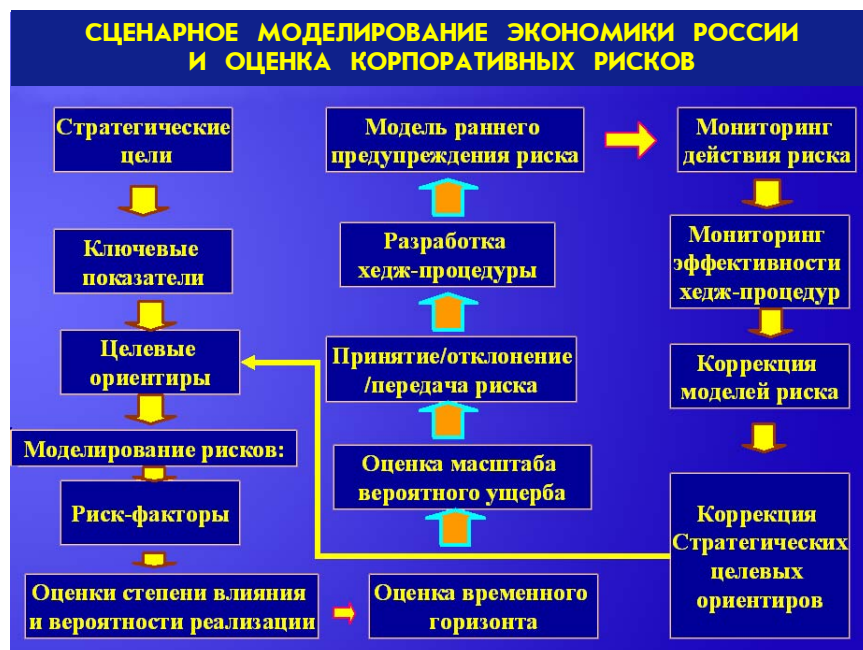 СЦЕНАРНОЕ МОДЕЛИРОВАНИЕ ЭКОНОМИКИ РОССИИ
И ОЦЕНКА КОРПОРАТИВНЫХ РИСКОВ
Стратегические
цели
Ключевые
показатели
Целевые
ориентиры
Моделирование рисков:
Риск-факторы
Оценки степени влияния
и вероятности реализации
Оценка временного
горизонта
Оценка масштаба
вероятного ущерба
Принятие/отклонение
/передача риска
Разработка
хедж-процедуры
Модель раннего
предупреждения риска
Мониторинг
действия риска
Мониторинг
эффективности
хедж-процедур
Коррекция
моделей риска
Коррекция
Стратегических
целевых
ориентиров